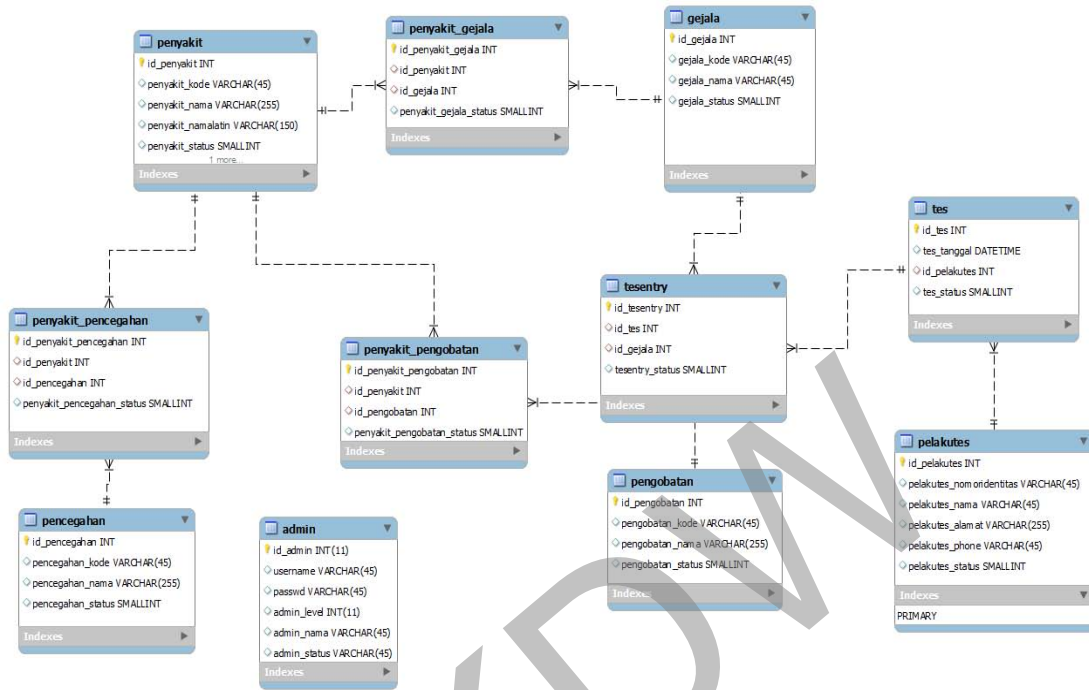 penyakit
id_penyakit INT
penyakit_kode VARCHAR(45)
penyakit_nama VARCHAR(255)
penyakit_namalatin VARCHAR(150)
penyakit_status SMALLINT
1 more...
Indexes
penyakit_gejala
id_penyakit_gejala INT
id_penyakit INT
id_gejala INT
penyakit_gejala_status SMALLINT
Indexes
gejala
id_gejala INT
gejala_kode VARCHAR(45)
gejala_nama VARCHAR(45)
gejala_status SMALLINT
Indexes
tes
id_tes INT
tes_tanggal DATETIME
id_pelakutes INT
tes_status SMALLINT
Indexes
tesentry
id_tesentry INT
id_tes INT
id_gejala INT
tesentry_status SMALLINT
Indexes
penyakit_pencegahan
id_penyakit_pencegahan INT
id_penyakit INT
id_pencegahan INT
penyakit_pencegahan_status SMALLINT
Indexes
penyakit_pengobatan
id_penyakit_pengobatan INT
id_penyakit INT
id_pengobatan INT
penyakit_pengobatan_status SMALLINT
Indexes
pelakutes
id_pelakutes INT
pelakutes_nomoridentitas VARCHAR(45)
pelakutes_nama VARCHAR(45)
pelakutes_alamat VARCHAR(255)
pelakutes_phone VARCHAR(45)
pelakutes_status SMALLINT
Indexes
PRIMARY
pengobatan
id_pengobatan INT
pengobatan_kode VARCHAR(45)
pengobatan_nama VARCHAR(255)
pengobatan_status SMALLINT
Indexes
pencegahan
id_pencegahan INT
pencegahan_kode VARCHAR(45)
pencegahan_nama VARCHAR(255)
pencegahan_status SMALLINT
Indexes
admin
id_admin INT(11)
username VARCHAR(45)
passwd VARCHAR(45)
admin_level INT(11)
admin_nama VARCHAR(45)
admin_status VARCHAR(45)
Indexes